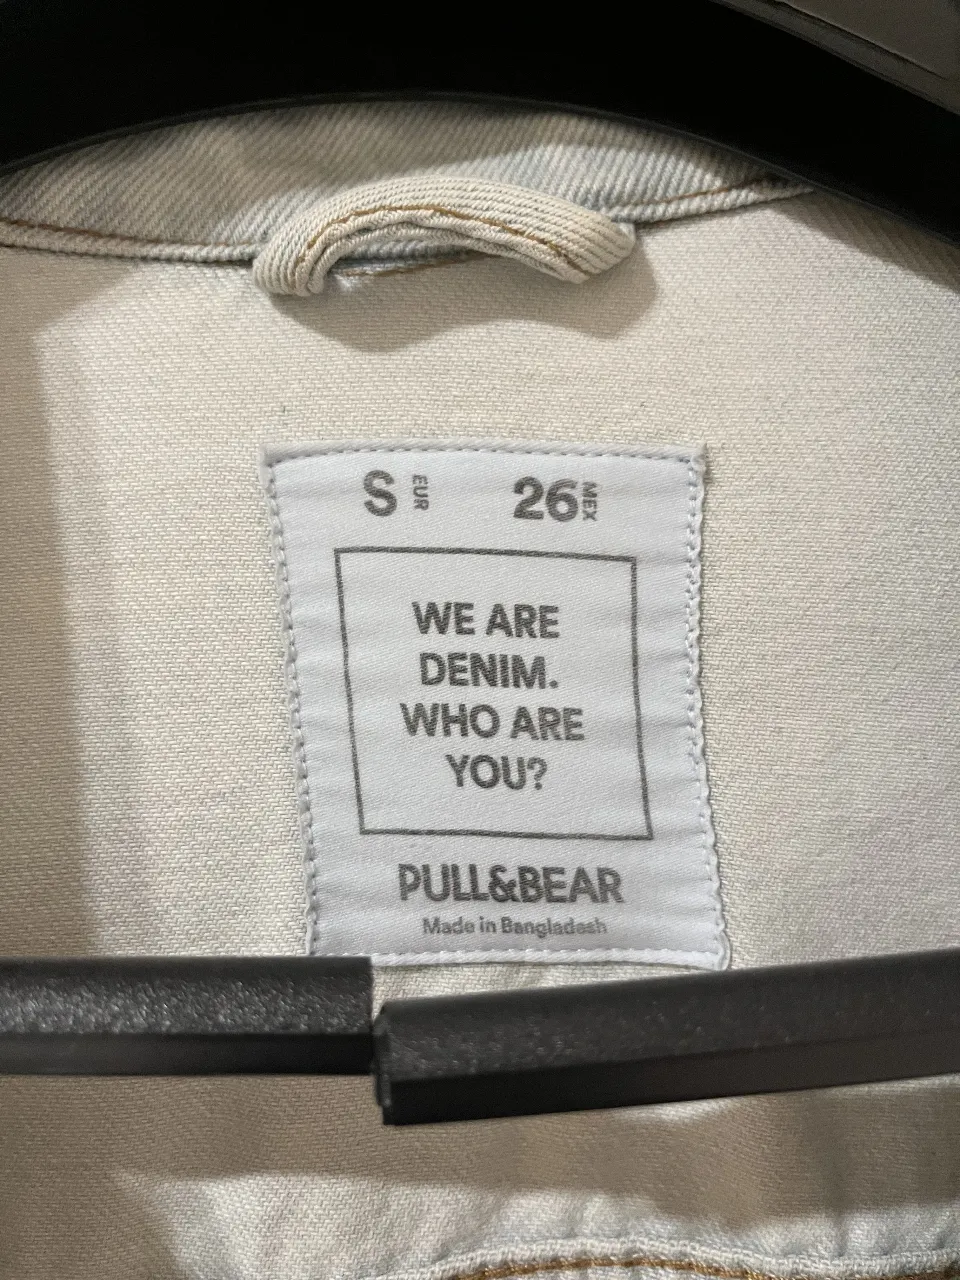 S EUR 26 MEX
WE ARE
DENIM.
WHO ARE
YOU?
PULL&BEAR
Made in Bangladesh